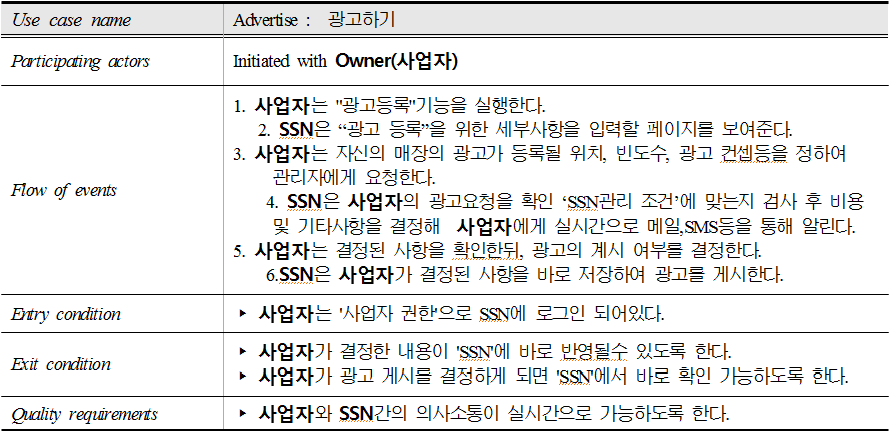 Use case name
Advertise : 광고하기
Participating actors
Initiated with Owner(사업자)
Flow of events
1. 사업자는 "광고등록"기능을 실행한다.
2. SSN은 “광고 등록”을 위한 세부사항을 입력할 페이지를 보여준다.
3. 사업자는 자신의 매장의 광고가 등록될 위치, 빈도수, 광고 컨셉등을 정하여
관리자에게 요청한다.
4. SSN은 사업자의 광고요청을 확인 ‘SSN관리 조건’에 맞는지 검사 후 비용
및 기타사항을 결정해 사업자에게 실시간으로 메일,SMS등을 통해 알린다.
5. 사업자는 결정된 사항을 확인한뒤, 광고의 계시 여부를 결정한다.
6.SSN은 사업자가 결정된 사항을 바로 저장하여 광고를 게시한다.
Entry condition
▶ 사업자는 '사업자 권한'으로 SSN에 로그인 되어있다.
Exit condition
▶ 사업자가 결정한 내용이 'SSN'에 바로 반영될수 있도록 한다.
▶ 사업자가 광고 게시를 결정하게 되면 'SSN'에서 바로 확인 가능하도록 한다.
Quality requirements
▶ 사업자와 SSN간의 의사소통이 실시간으로 가능하도록 한다.